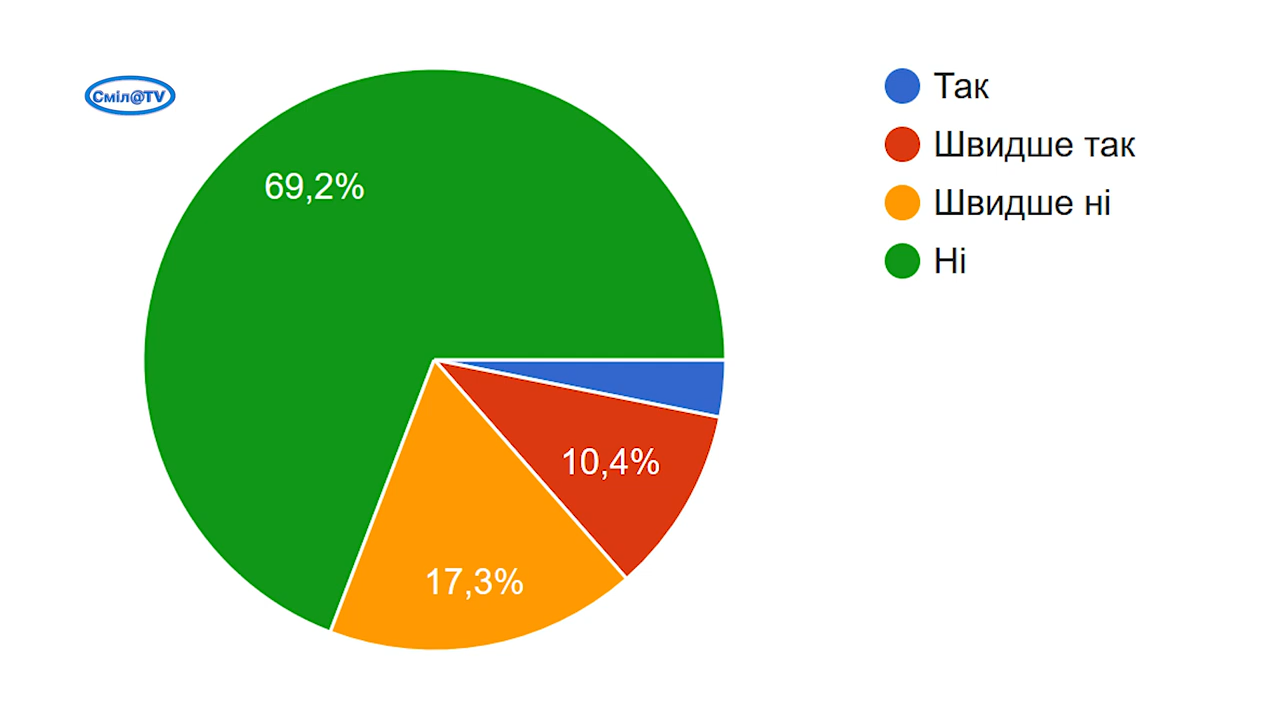 Сміл@TV
Так
Швидше так
Швидше ні
Ні
69,2%
10,4%
17,3%